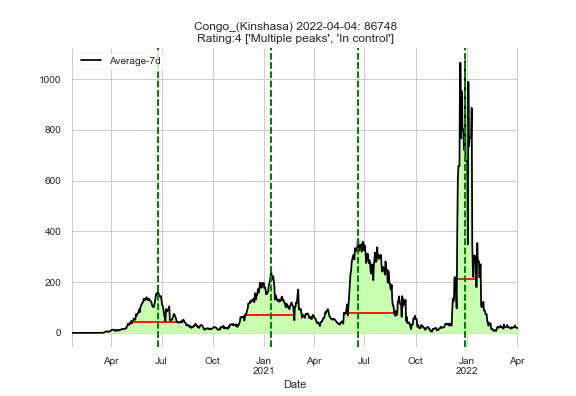 Congo_(Kinshasa) 2022-04-04: 86748
Rating:4 ['Multiple peaks', 'In control']
Average-7d
1000
800
600
400
200
0
Apr Jul Oct Jan Apr Jul Oct Jan Apr
2021 2022
Date